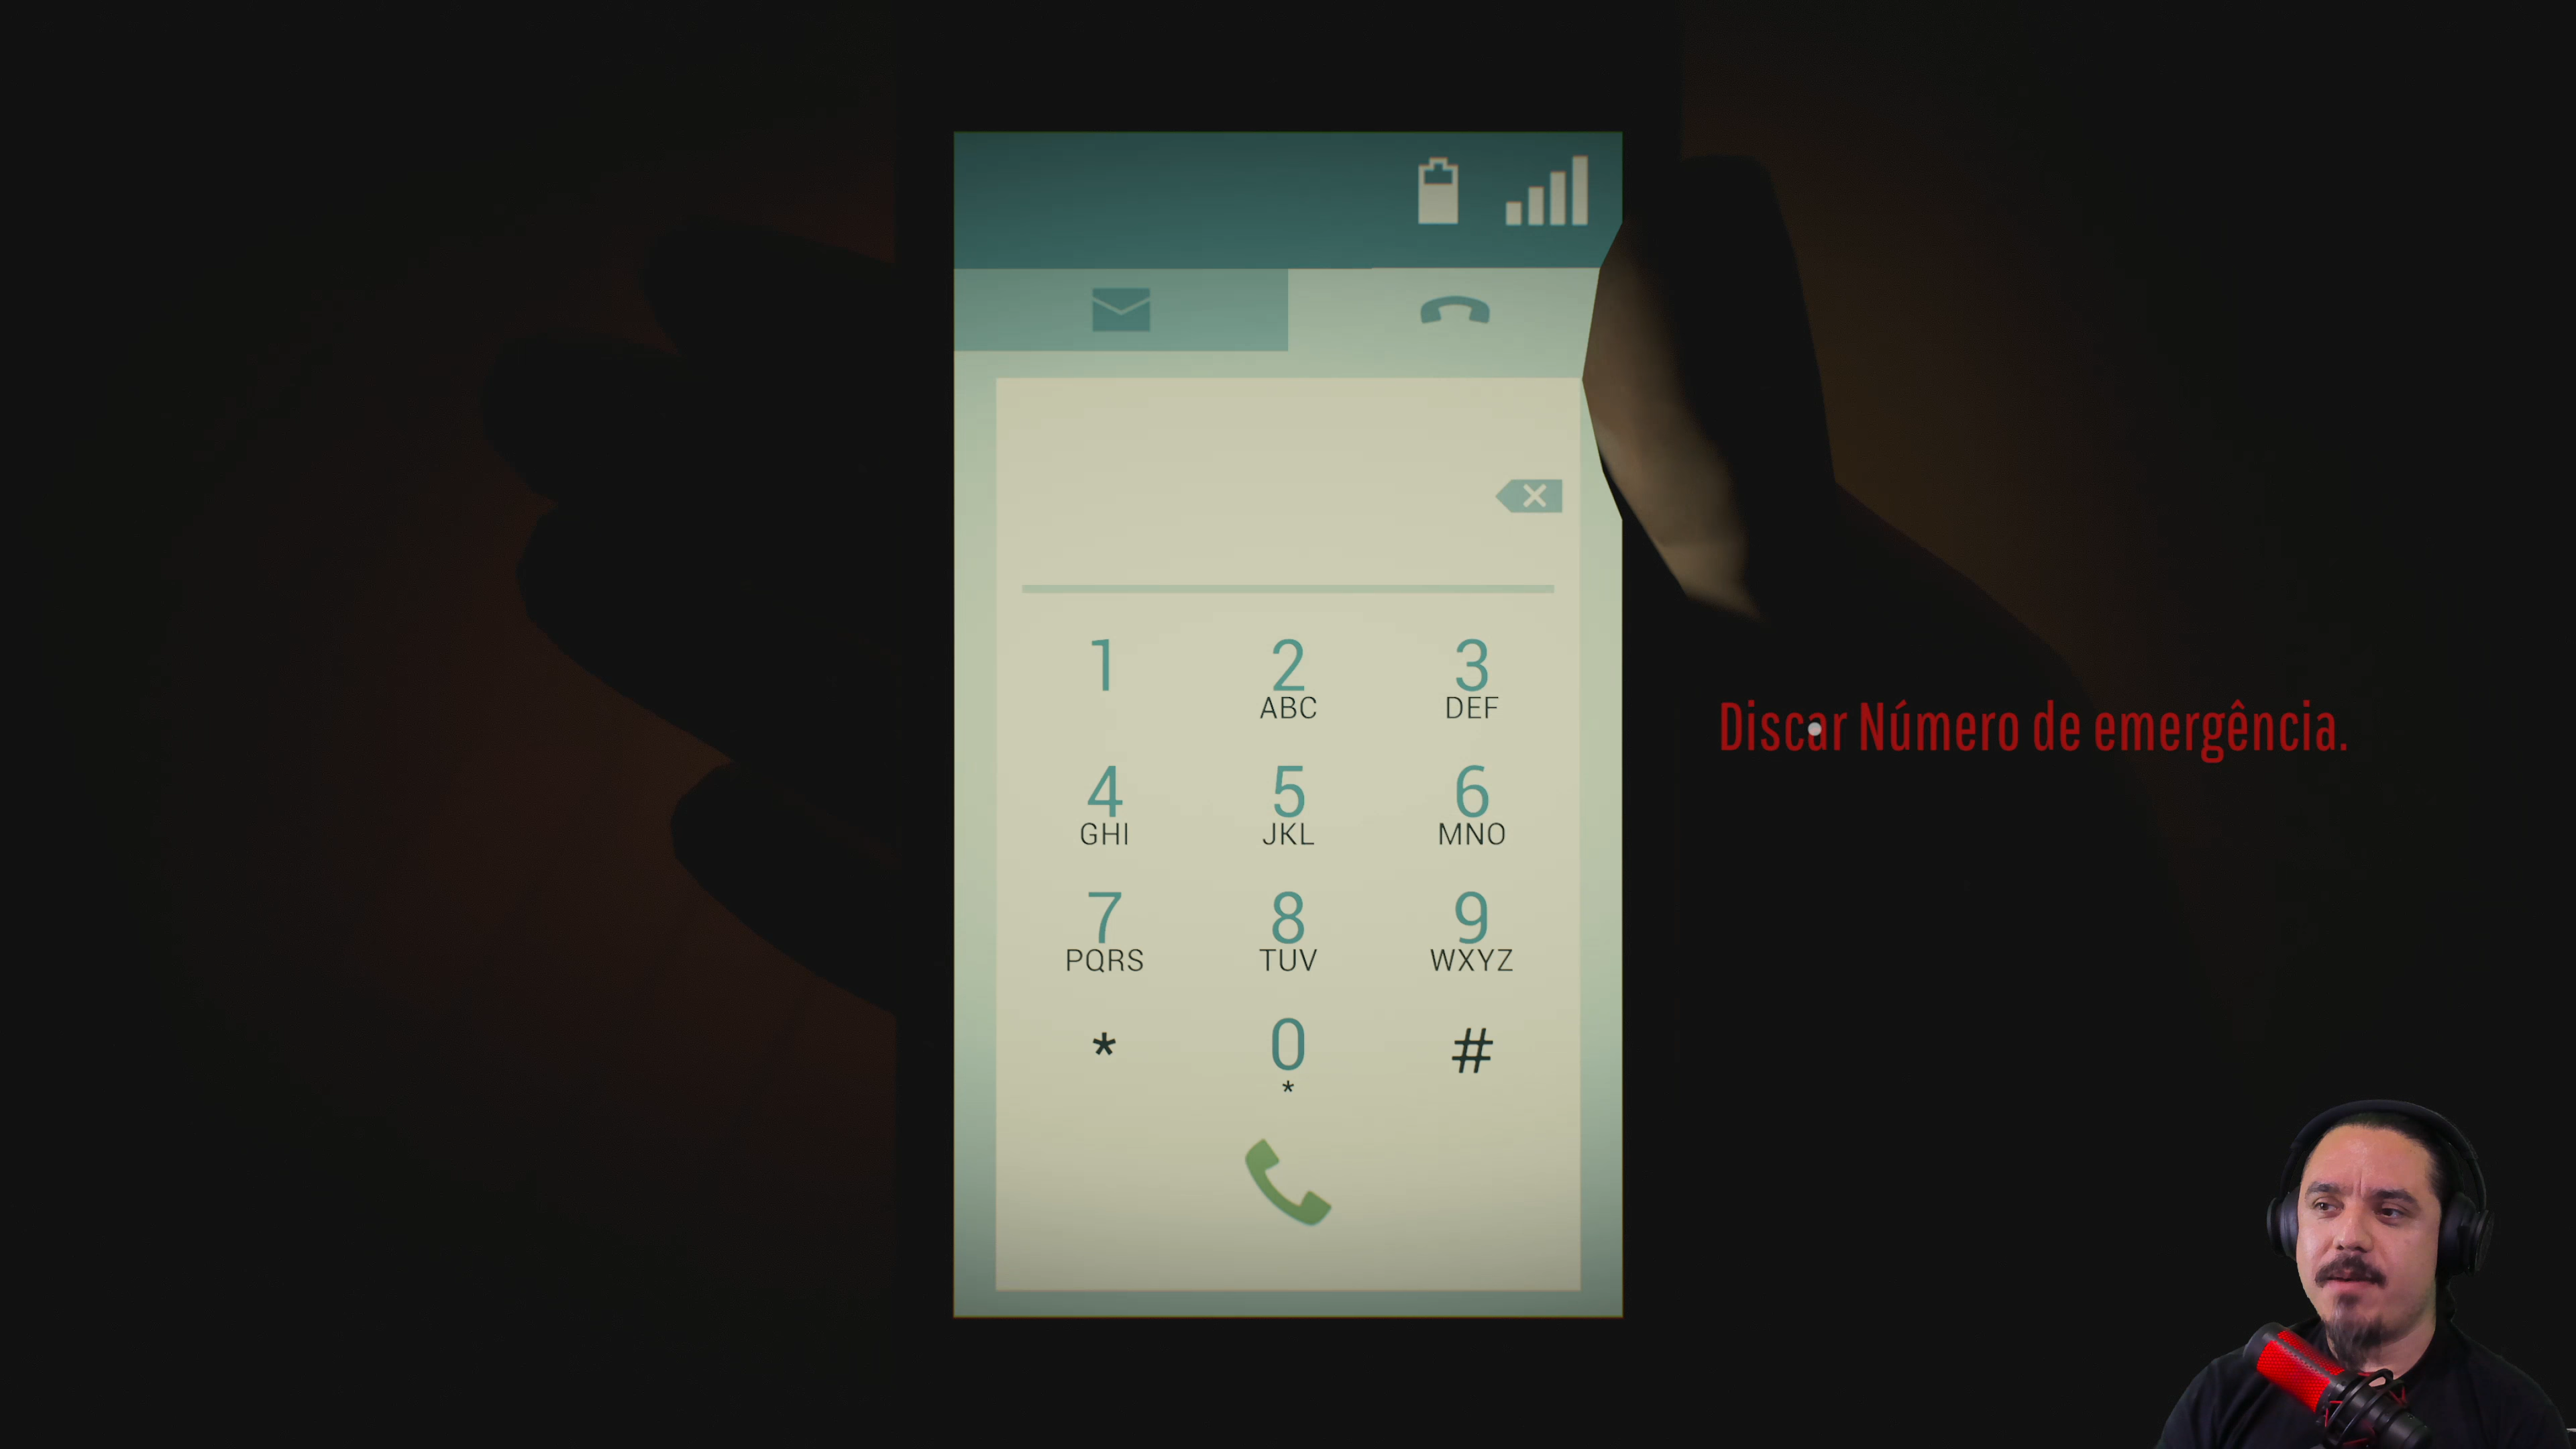 1 2 3
ABC DEF
Discar Número de emergência.
4 5 6
GHI JKL MNO
7 8 9
PQRS TUV WXYZ
* 0 #
*